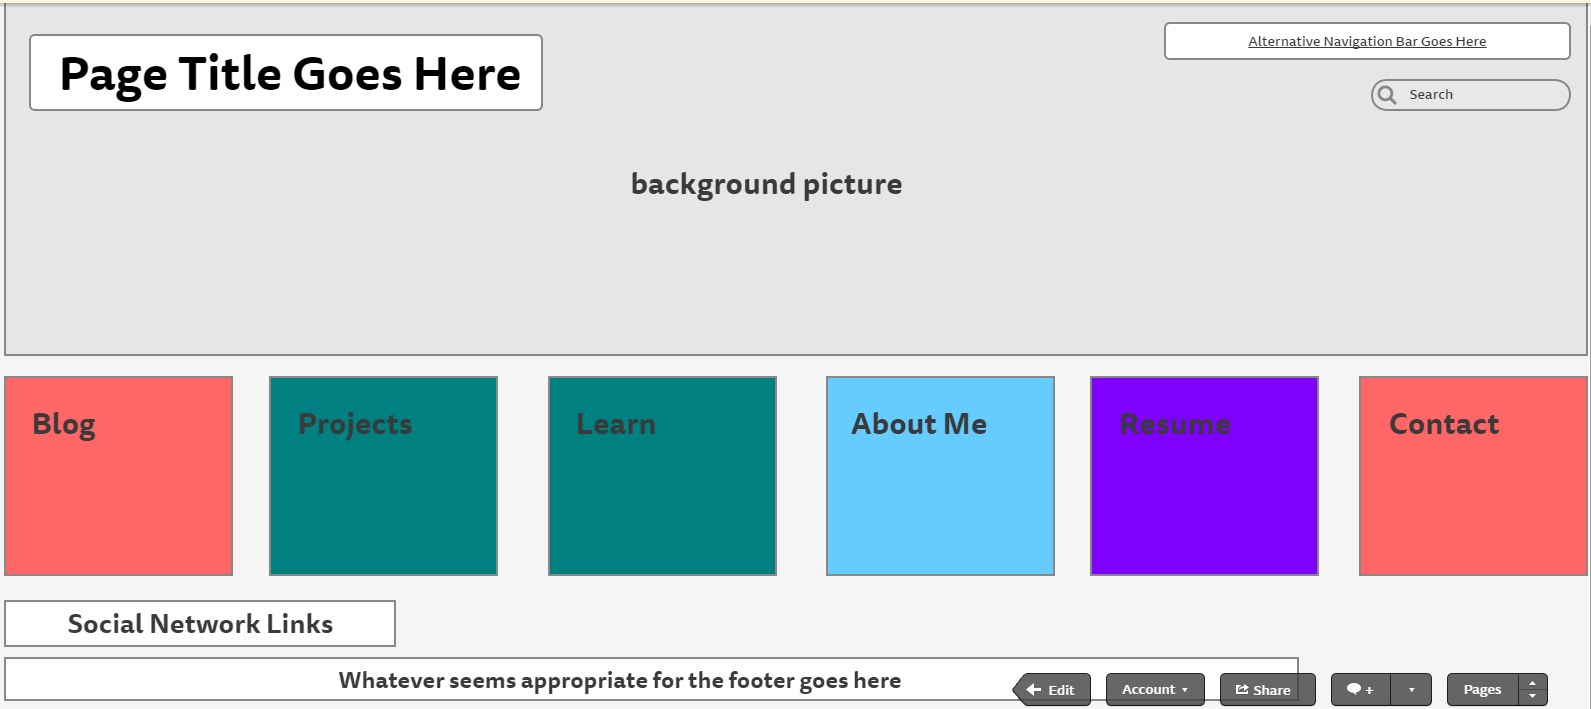 Page Title Goes Here
Alternative Navigation Bar Goes Here
Search
background picture
Blog
Projects
Learn
About Me
Resume
Contact
Social Network Links
Whatever seems appropriate for the footer goes here
Edit
Account
Share
+
Pages